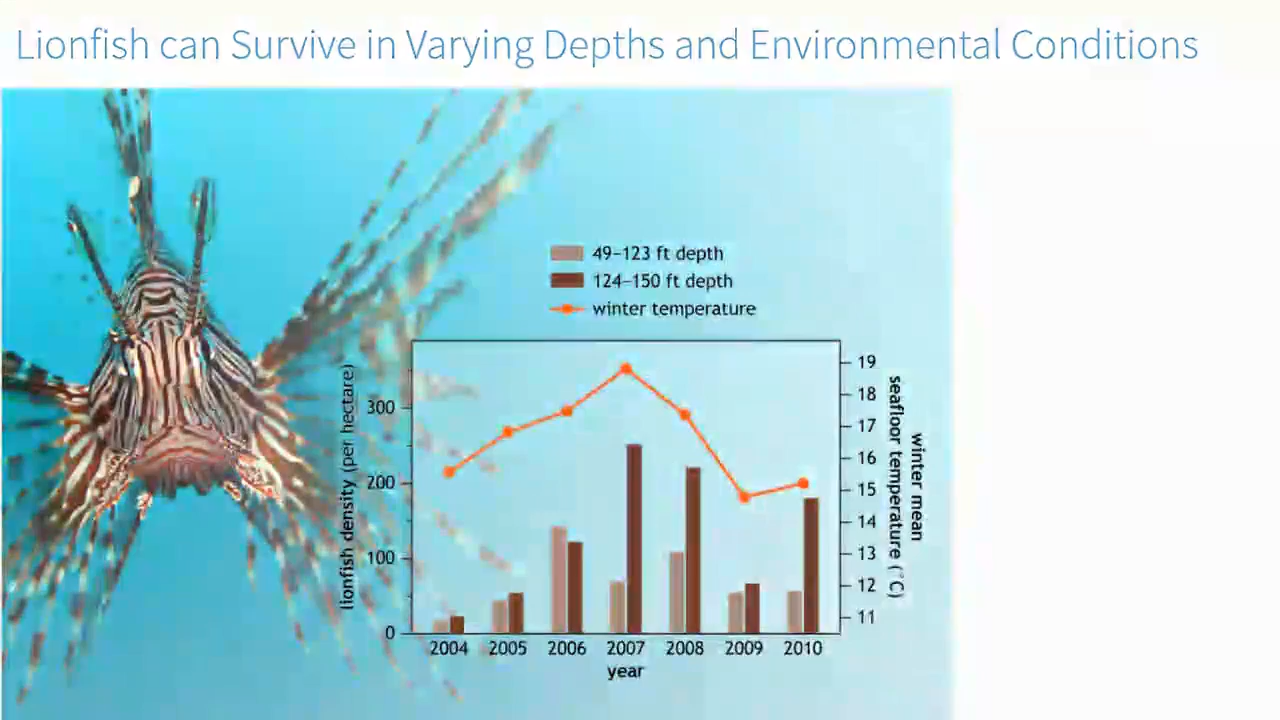 Lionfish can Survive in Varying Depths and Environmental Conditions
49–123 ft depth
124–150 ft depth
winter temperature
lionfish density (per hectare)
300
200
100
0
19
18
17
16
15
14
13
12
11
winter mean
seafloor temperature (°C)
2004 2005 2006 2007 2008 2009 2010
year